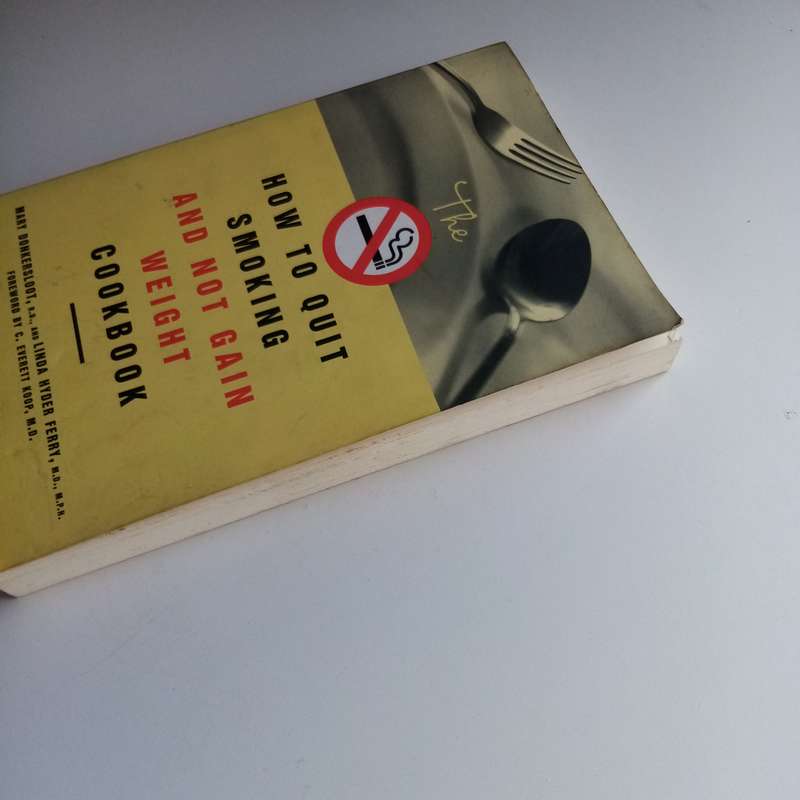 The
HOW TO QUIT
SMOKING
AND NOT GAIN
WEIGHT
COOKBOOK
MARY DONKERSLOOT, R.D., AND LINDA HYDER FERRY, M.D., M.P.H.
FOREWORD BY C. EVERETT KOOP, M.D.